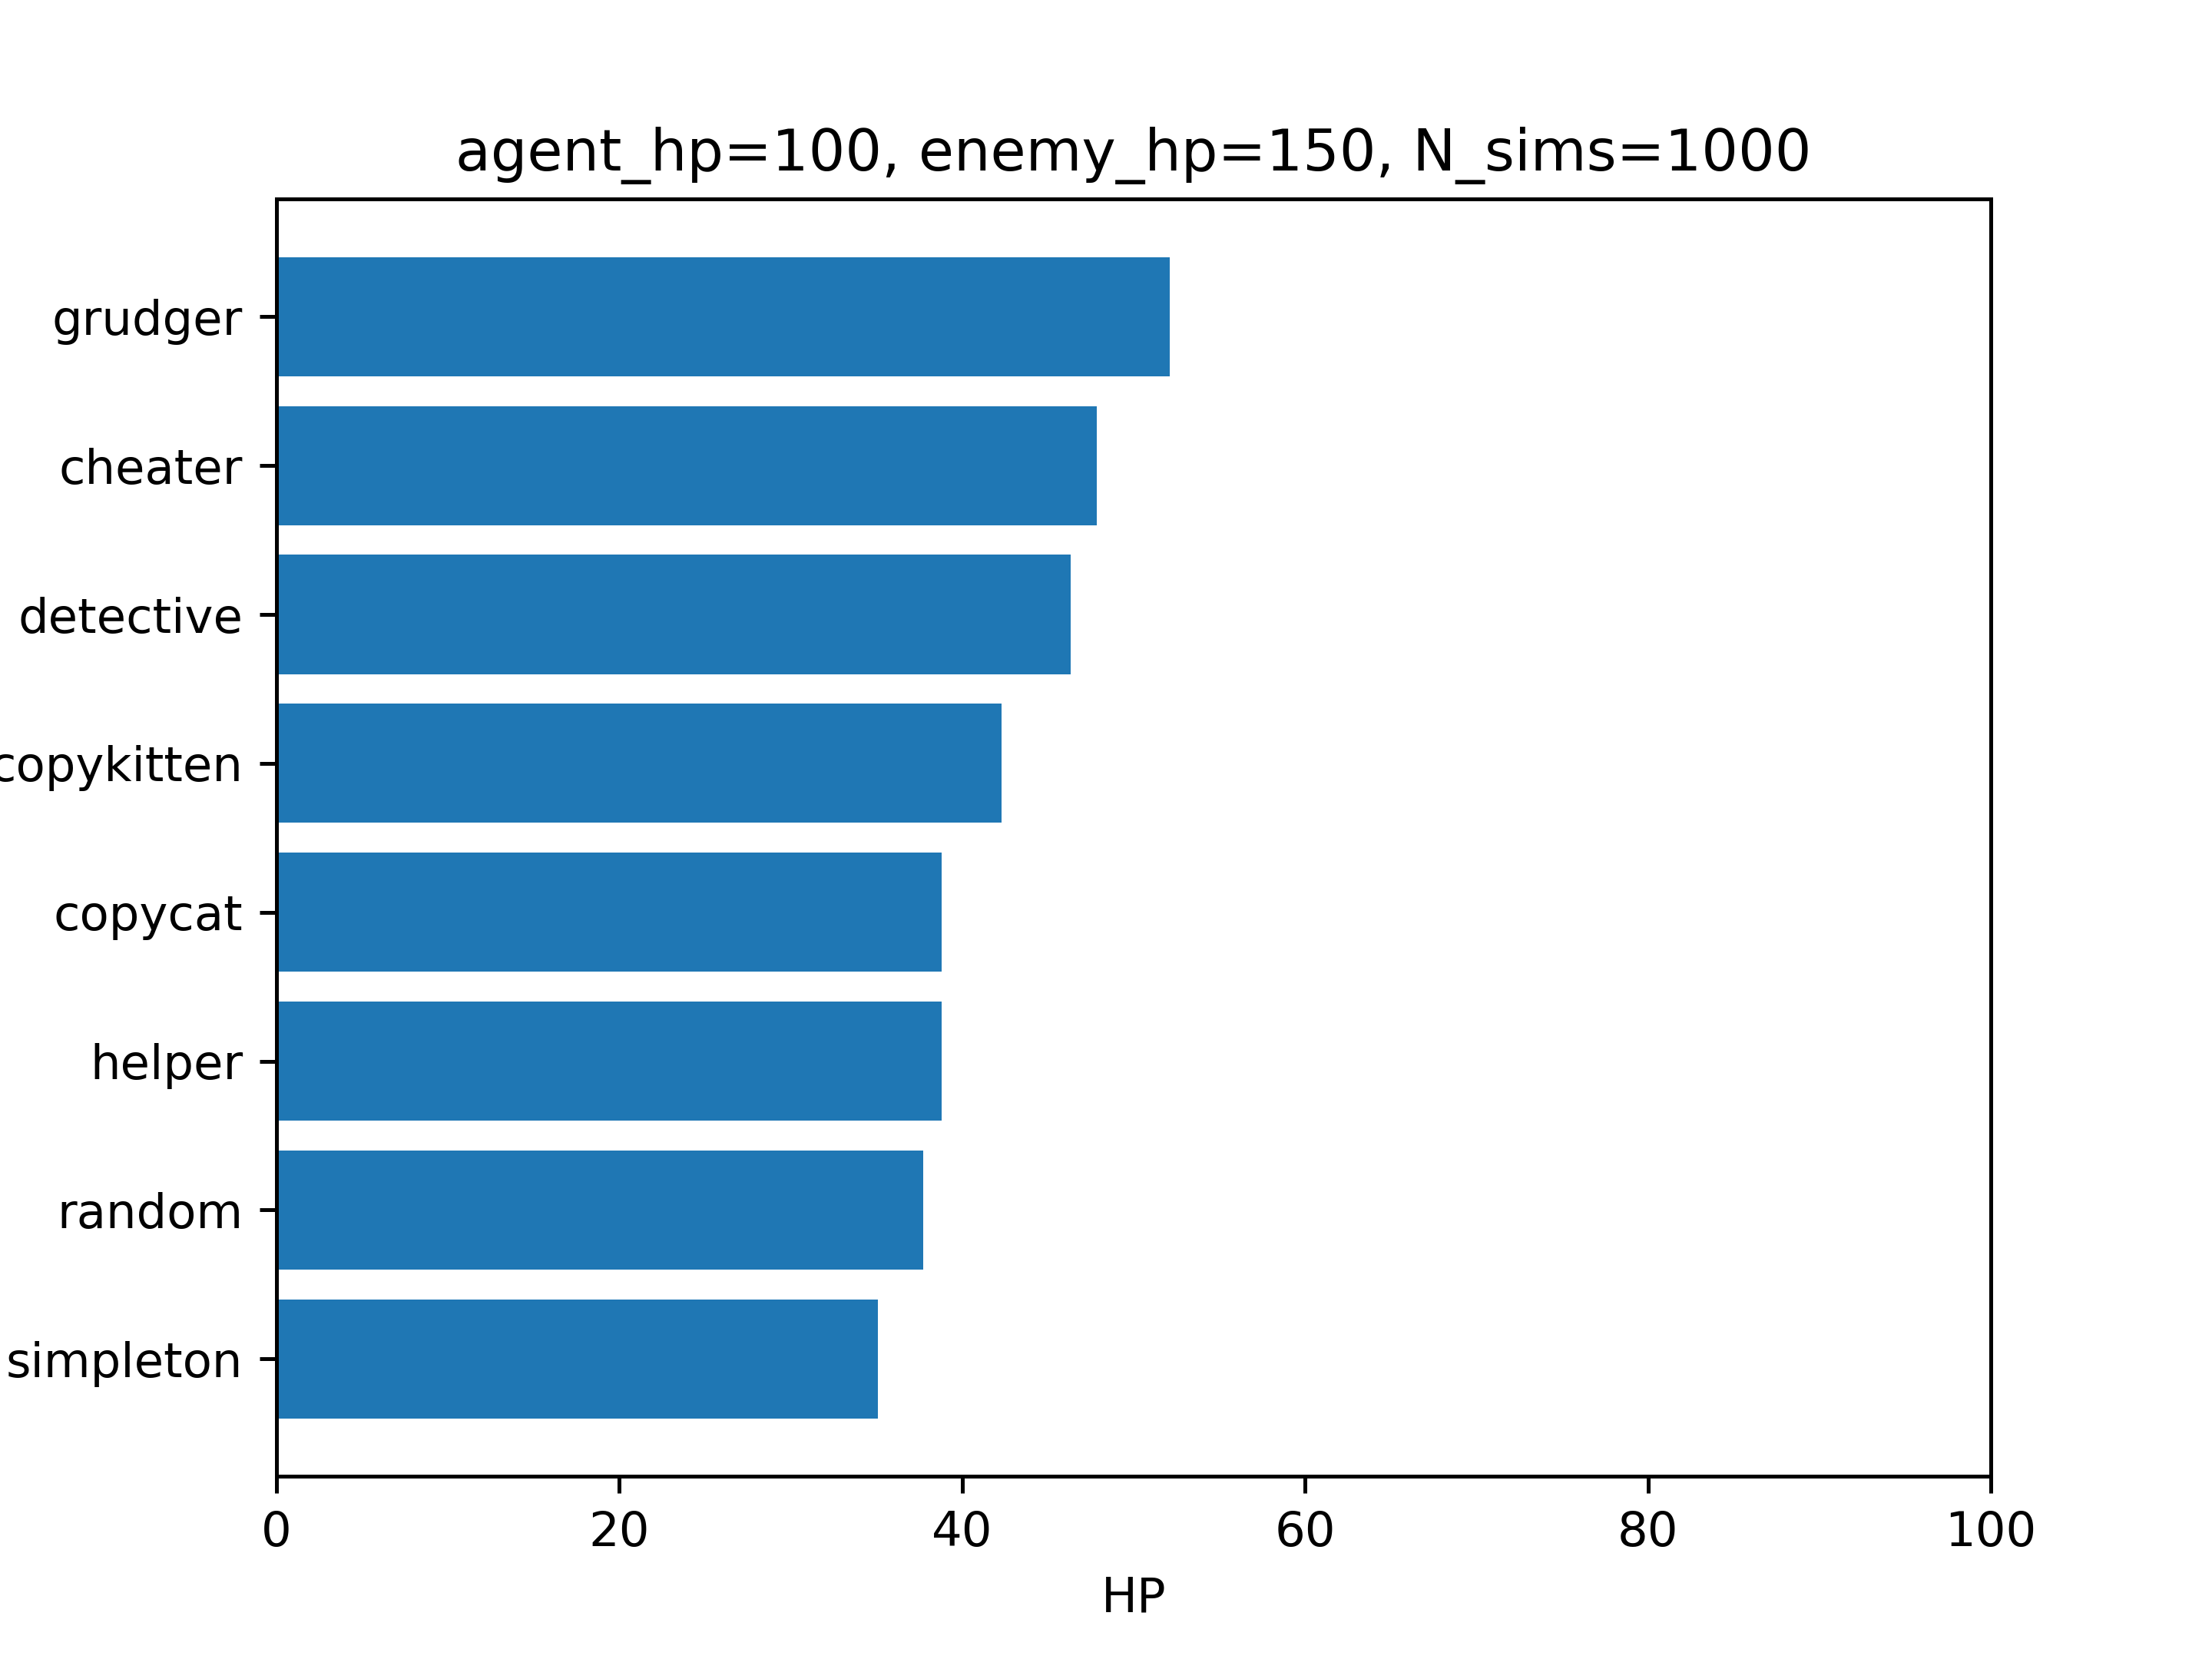 agent_hp=100, enemy_hp=150, N_sims=1000
grudger
cheater
detective
copykitten
copycat
helper
random
simpleton
0 20 40 60 80 100
HP